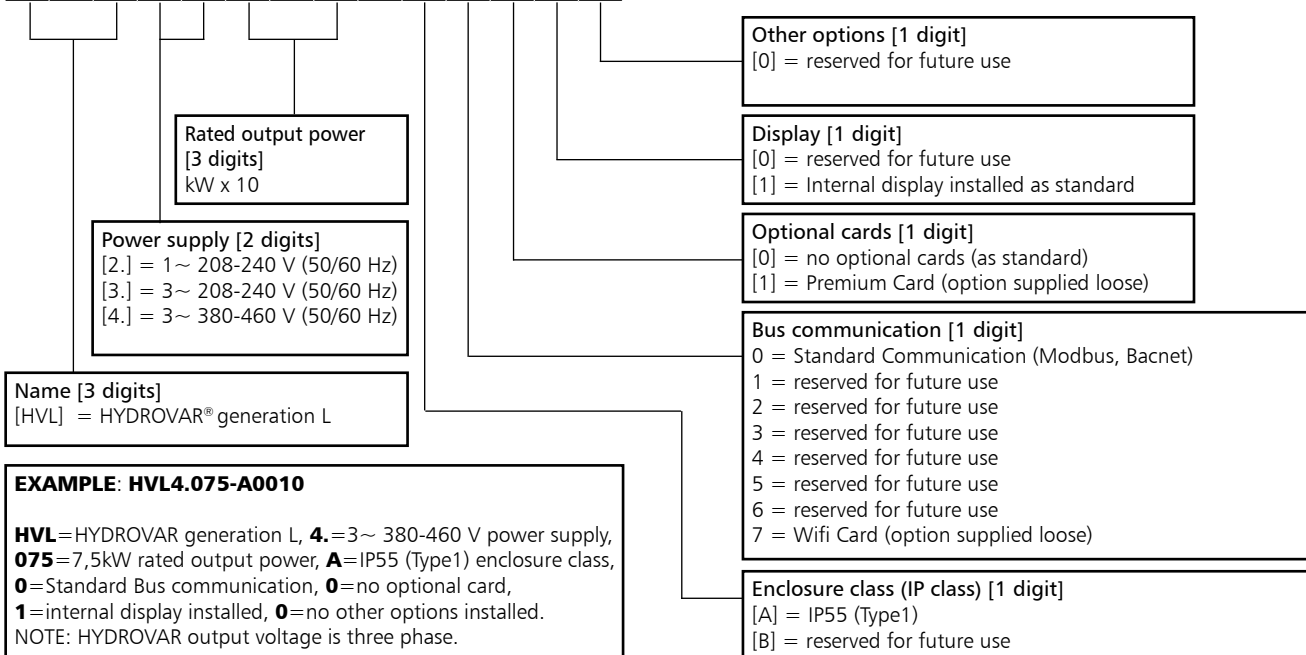 Other options [1 digit]
[0] = reserved for future use
Rated output power
[3 digits]
kW x 10
Display [1 digit]
[0] = reserved for future use
[1] = Internal display installed as standard
Power supply [2 digits]
[2.] = 1~ 208-240 V (50/60 Hz)
[3.] = 3~ 208-240 V (50/60 Hz)
[4.] = 3~ 380-460 V (50/60 Hz)
Optional cards [1 digit]
[0] = no optional cards (as standard)
[1] = Premium Card (option supplied loose)
Name [3 digits]
[HVL] = HYDROVAR® generation L
Bus communication [1 digit]
0 = Standard Communication (Modbus, Bacnet)
1 = reserved for future use
2 = reserved for future use
3 = reserved for future use
4 = reserved for future use
5 = reserved for future use
6 = reserved for future use
7 = Wifi Card (option supplied loose)
EXAMPLE: HVL4.075-A0010
HVL=HYDROVAR generation L, 4.=3~ 380-460 V power supply,
075=7,5kW rated output power, A=IP55 (Type1) enclosure class,
0=Standard Bus communication, 0=no optional card,
1=internal display installed, 0=no other options installed.
NOTE: HYDROVAR output voltage is three phase.
Enclosure class (IP class) [1 digit]
[A] = IP55 (Type1)
[B] = reserved for future use